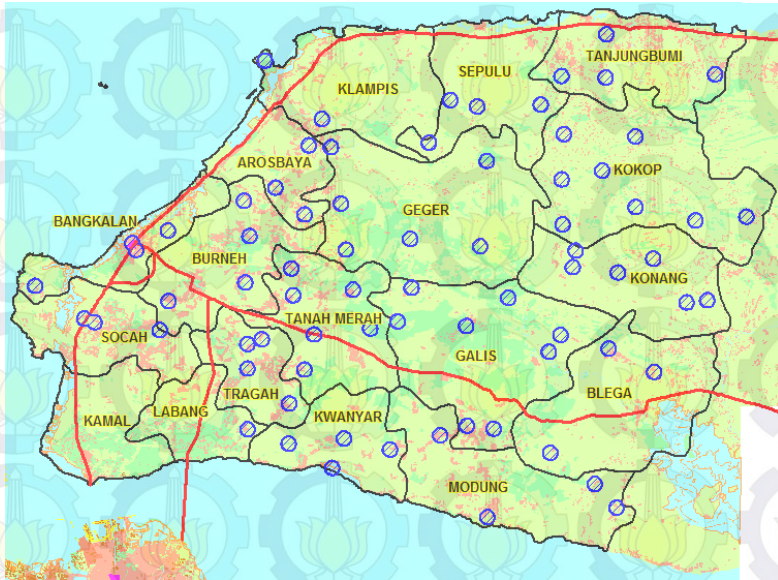 TANJUNGBUMI
SEPULU
KLAMPIS
AROSBAYA
KOKOP
GEGER
BANGKALAN
BURNEH
KONANG
TANAH MERAH
SOCAH
GALIS
BLEGA
TRAGAH
LABANG
KAMAL
KWANYAR
MODUNG